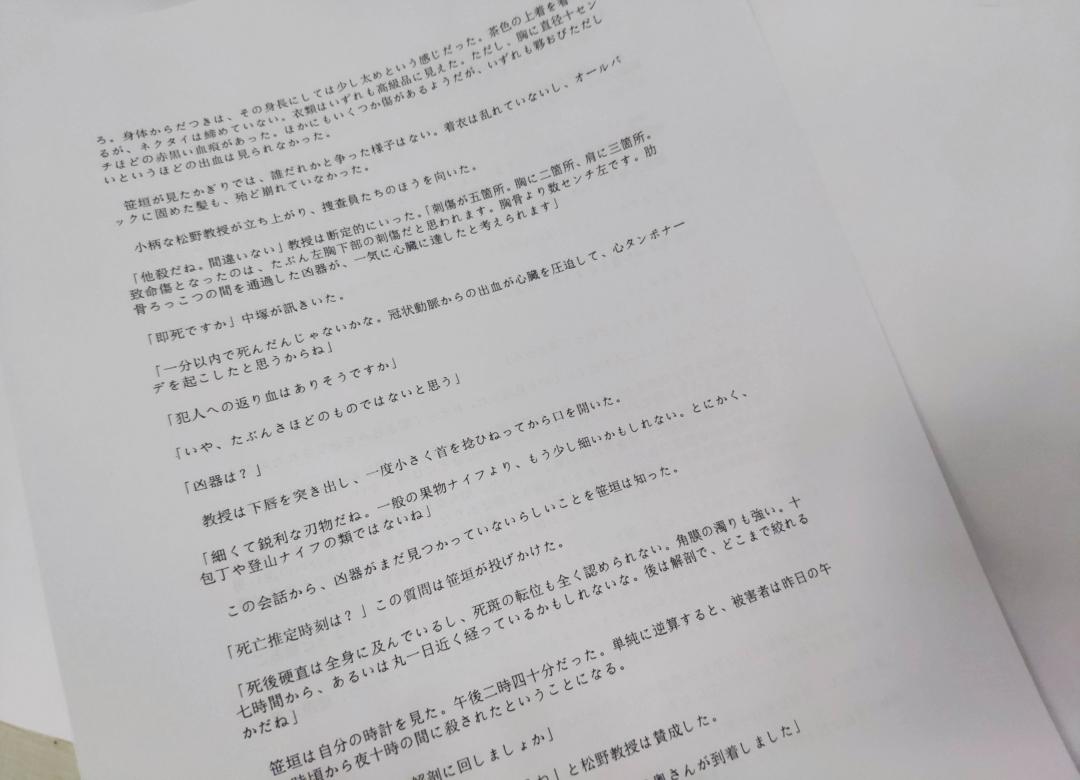 ろ。身体からだつきは、その身長にしては少し太めという感じだった。茶色の上着を着
るが、ネクタイは締めていない。衣類はいずれも高級品に見えた。ただし、胸に直径十セン
チほどの赤黒い血痕があった。ほかにもいくつか傷があるようだが、いずれも夥おびただし
いというほどの出血は見られなかった。
笹垣が見たかぎりでは、誰だれかと争った様子はない。着衣は乱れていないし、オールバ
ックに固めた髪も、殆ど崩れていなかった。
小柄な松野教授が立ち上がり、捜査員たちのほうを向いた。
「他殺だね。間違いない」教授は断定的にいった。「刺傷が五箇所。胸に二箇所、肩に三箇所。
致命傷となったのは、たぶん左胸下部の刺傷だと思われます。胸骨より数センチ左です。肋
骨ろっこつの間を通過した凶器が、一気に心臓に達したと考えられます」
「即死ですか」中塚が訊きいた。
「一分以内で死んだんじゃないかな。冠状動脈からの出血が心臓を圧迫して、心タンポナー
デを起こしたと思うからね」
「犯人への返り血はありそうですか」
「いや、たぶんさほどのものではないと思う」
「凶器は？」
教授は下唇を突き出し、一度小さく首を捻ひねってから口を開いた。
「細くて鋭利な刃物だね。一般の果物ナイフより、もう少し細いかもしれない。とにかく、
包丁や登山ナイフの類ではないね」
この会話から、凶器がまだ見つかっていないらしいことを笹垣は知った。
「死亡推定時刻は？」この質問は笹垣が投げかけた。
「死後硬直は全身に及んでいるし、死斑の転位も全く認められない。角膜の濁りも強い。十
七時間から、あるいは丸一日近く経っているかもしれないな。後は解剖で、どこまで絞れる
かだね」
笹垣は自分の時計を見た。午後二時四十分だった。単純に逆算すると、被害者は昨日の午
時頃から夜十時の間に殺されたということになる。
解剖に回しましょか」
ね」と松野教授は賛成した。
奥さんが到着しました」